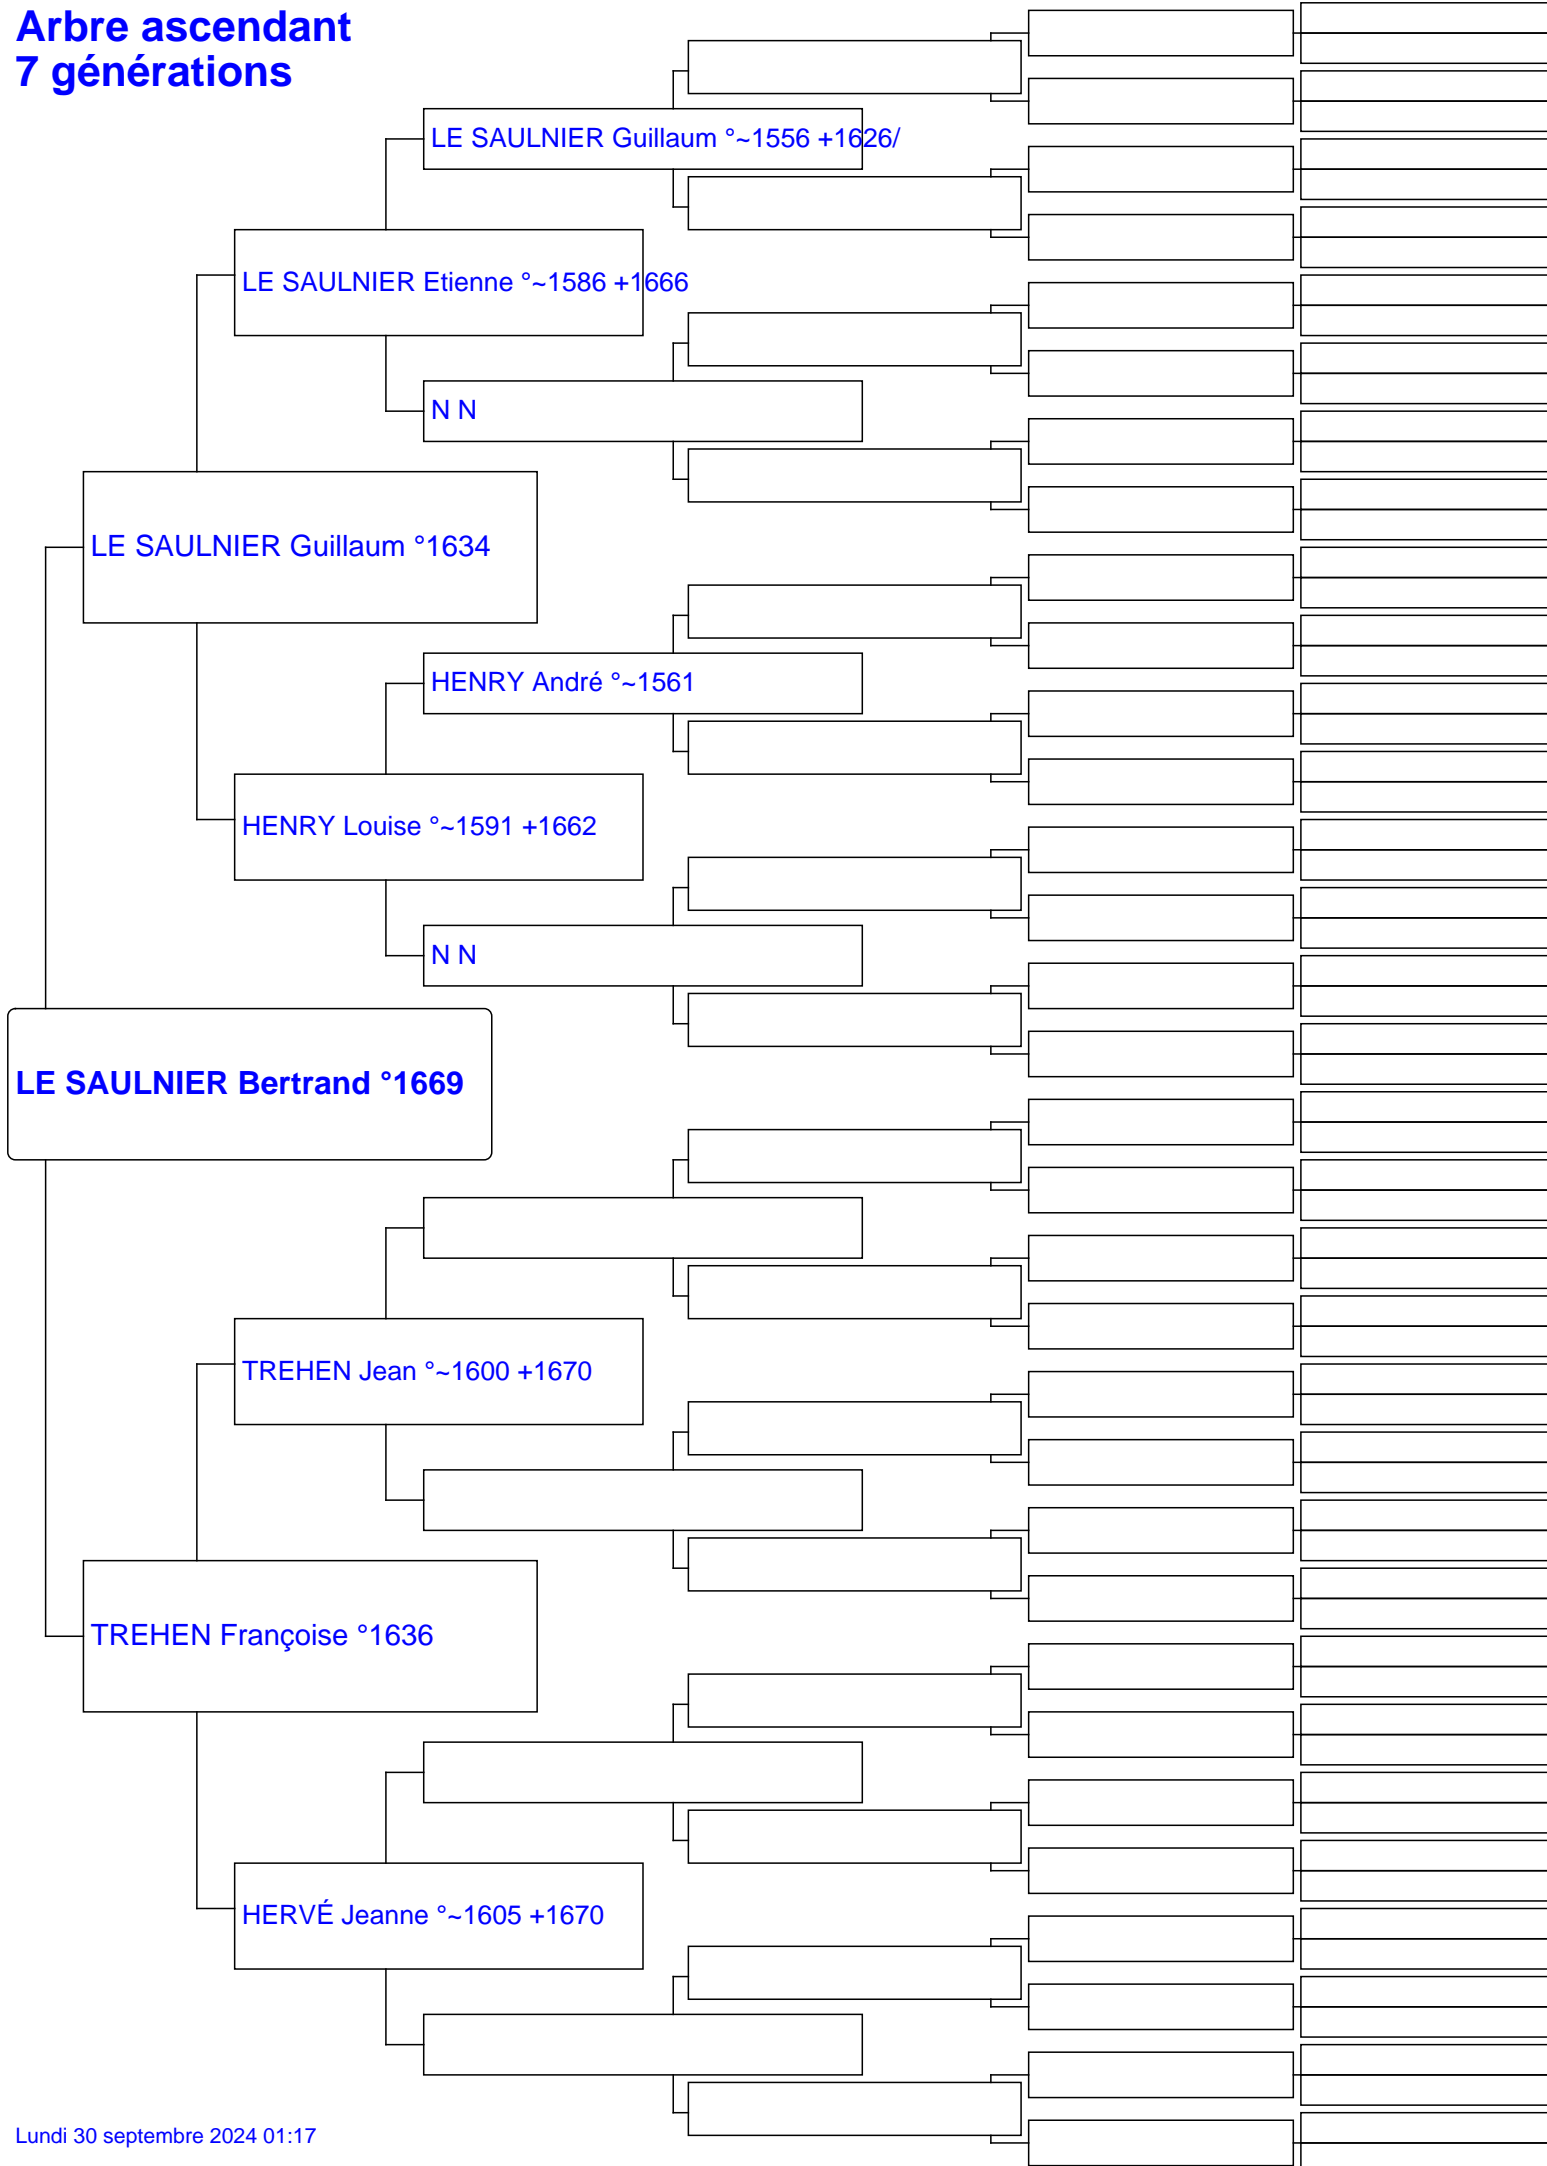 Arbre ascendant
7 générations
LE SAULNIER Guillaum °~1556 +1626/
LE SAULNIER Etienne °~1586 +1666
N N
LE SAULNIER Guillaum °1634
HENRY André °~1561
HENRY Louise °~1591 +1662
N N
LE SAULNIER Bertrand °1669
TREHEN Jean °~1600 +1670
TREHEN Françoise °1636
HERVÉ Jeanne °~1605 +1670
Lundi 30 septembre 2024 01:17